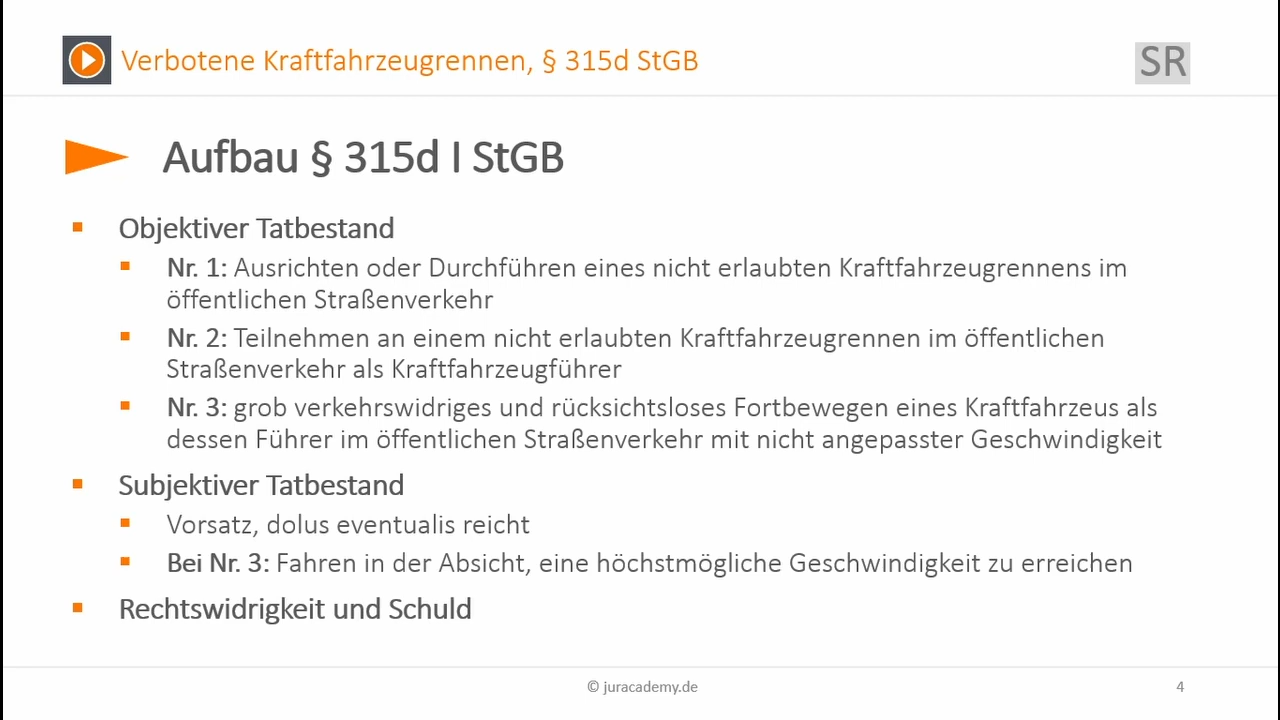 Verbotene Kraftfahrzeugrennen, § 315d StGB
SR
Aufbau § 315d I StGB
Objektiver Tatbestand
Nr. 1: Ausrichten oder Durchführen eines nicht erlaubten Kraftfahrzeugrennens im
öffentlichen Straßenverkehr
Nr. 2: Teilnehmen an einem nicht erlaubten Kraftfahrzeugrennen im öffentlichen
Straßenverkehr als Kraftfahrzeugführer
Nr. 3: grob verkehrswidriges und rücksichtsloses Fortbewegen eines Kraftfahrzeus als
dessen Führer im öffentlichen Straßenverkehr mit nicht angepasster Geschwindigkeit
Subjektiver Tatbestand
Vorsatz, dolus eventualis reicht
Bei Nr. 3: Fahren in der Absicht, eine höchstmögliche Geschwindigkeit zu erreichen
Rechtswidrigkeit und Schuld
© juracademy.de
4